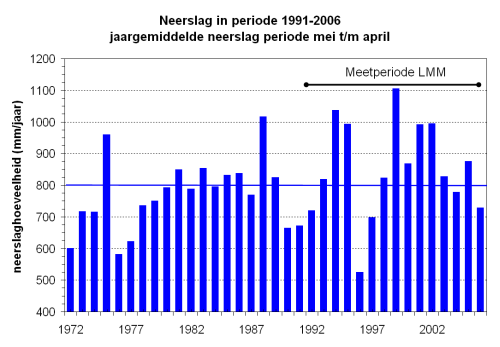 Neerslag in periode 1991-2006
jaargemiddelde neerslag periode mei t/m april
neerslaghoeveelheid (mm/jaar)
1200
1100
1000
900
800
700
600
500
400
Meetperiode LMM
1972 1977 1982 1987 1992 1997 2002